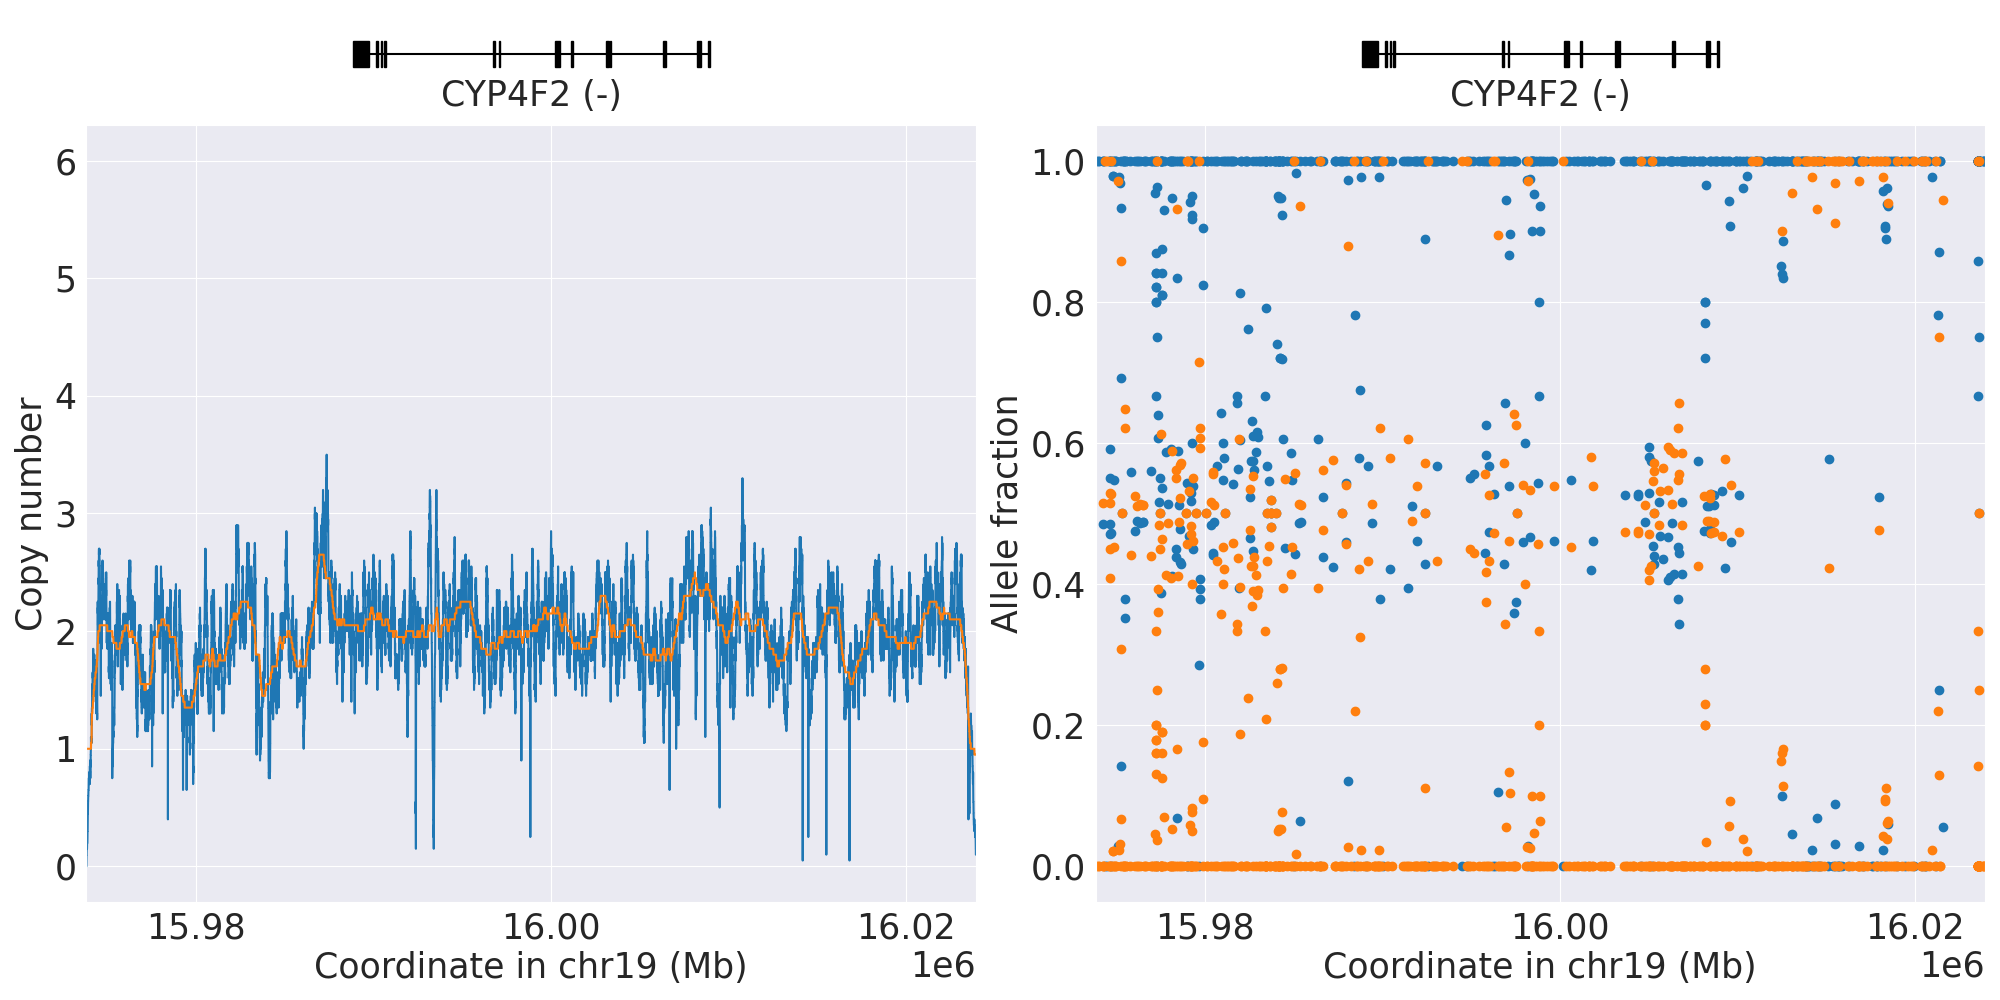 CYP4F2 (-)
CYP4F2 (-)
Copy number
6
5
4
3
2
1
0
15.98
16.00
16.02
Coordinate in chr19 (Mb)
1e6
Allele fraction
1.0
0.8
0.6
0.4
0.2
0.0
15.98
16.00
16.02
Coordinate in chr19 (Mb)
1e6